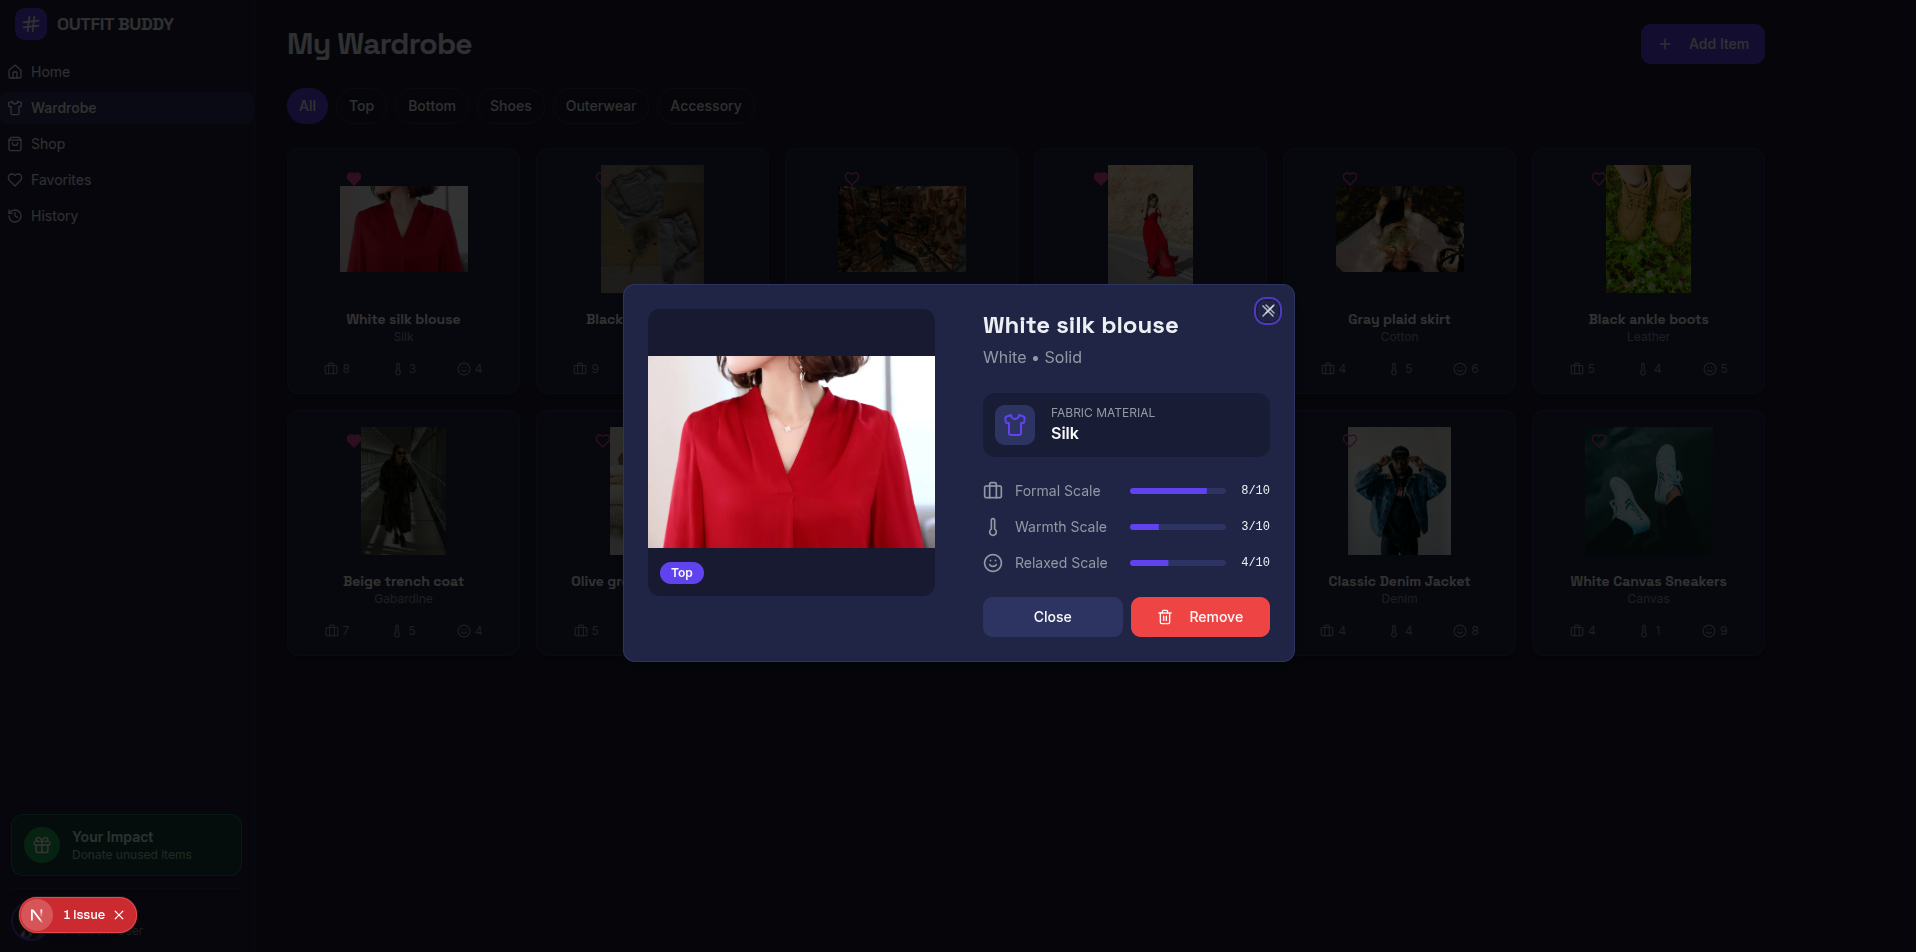 OUTFIT BUDDY
Home
Wardrobe
Shop
Favorites
History
My Wardrobe
Add Item
All
Top
Bottom
Shoes
Outerwear
Accessory
White silk blouse
Silk
8
3
4
Black
9
Gray plaid skirt
Cotton
4
5
6
Black ankle boots
Leather
5
4
5
Beige trench coat
Gabardine
7
5
4
Olive
5
Classic Denim Jacket
Denim
4
4
8
White Canvas Sneakers
Canvas
4
1
9
White silk blouse
White • Solid
FABRIC MATERIAL
Silk
Formal Scale
8/10
Warmth Scale
3/10
Relaxed Scale
4/10
Top
Close
Remove
Your Impact
Donate unused items
N
1 Issue